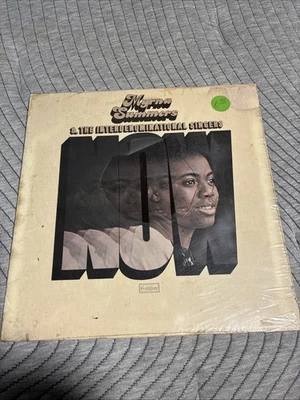 Myrna
Summers
& THE INTERDENOMINATIONAL SINGERS
NOW